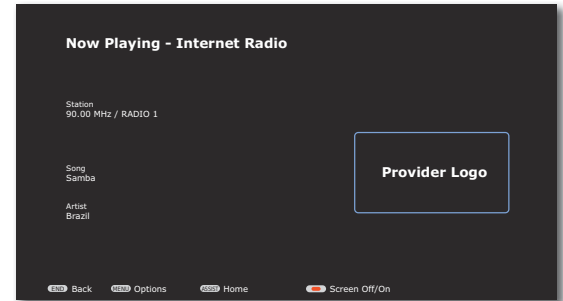 Now Playing - Internet Radio
Station
90.00 MHz / RADIO 1
Song
Samba
Provider Logo
Artist
Brazil
END Back MENU Options ASSIST Home Screen Off/On